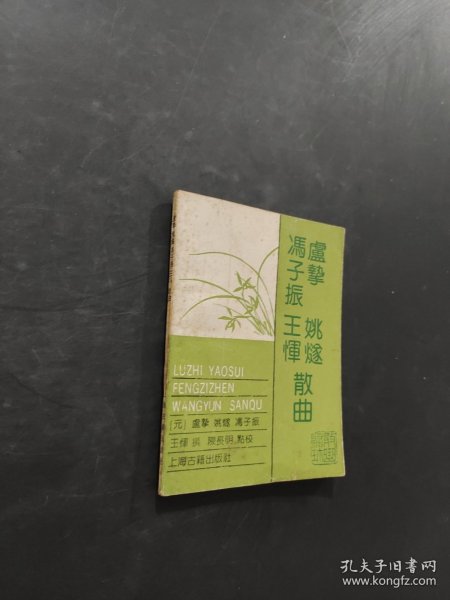 盧摯 姚燧
馮子振 王惲 散曲
LUZHI YAOSUI
FENGZIZHEN
WANGYUN SANQU
〔元〕盧摯 姚燧 馮子振
王惲 撰 陳長明 點校
上海古籍出版社
孔夫子旧书网
www.kongfz.com